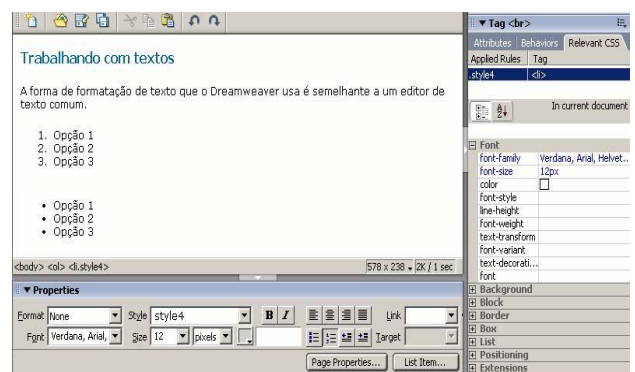 Trabalhando com textos
A forma de formatação de texto que o Dreamweaver usa é semelhante a um editor de
texto comum.
1. Opção 1
2. Opção 2
3. Opção 3
• Opção 1
• Opção 2
• Opção 3
<body> <ol> <li.style4>
578 x 238 2K / 1 sec
Properties
Format None Style style4 B I Link
Font Verdana, Arial, Size 12 pixels Target
Page Properties... List Item...
Tag <br>
Attributes Behaviors Relevant CSS
Applied Rules Tag
.style4 <li>
In current document
Font
font-family Verdana, Arial, Helvet...
font-size 12px
color
font-style
line-height
font-weight
text-transform
font-variant
text-decorati...
font
Background
Block
Border
Box
List
Positioning
Extensions